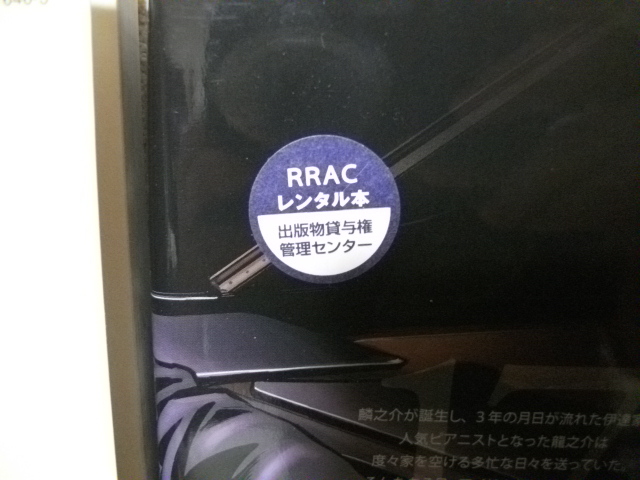 RRAC
レンタル本
出版物貸与権
管理センター
麟之介が誕生し、3年の月日が流れた伊達家
人気ピアニストとなった龍之介は
度々家を空ける多忙な日々を送っていた。